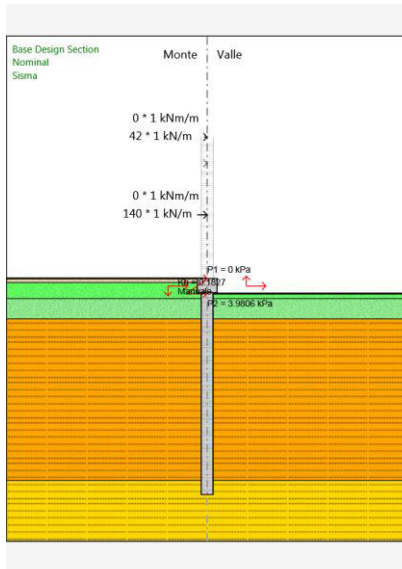 Base Design Section
Nominal
Sisma
Monte
Valle
0 * 1 kNm/m
42 * 1 kN/m
0 * 1 kNm/m
140 * 1 kN/m
P1 = 0 kPa
P2 = 3.9806 kPa